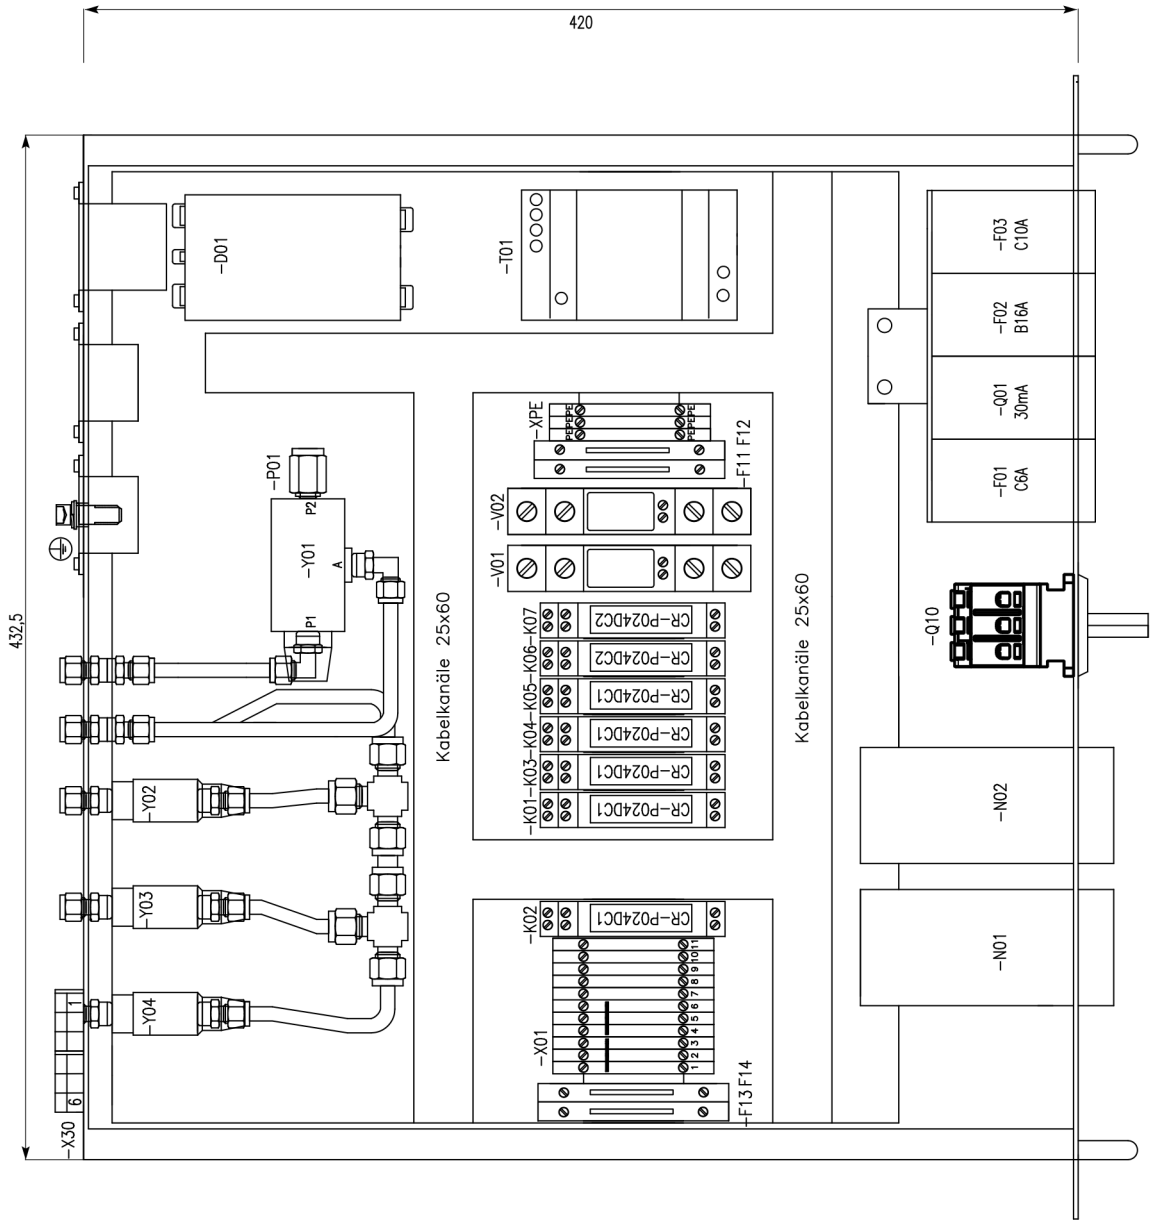 420
432,5
-D01
-T01
-F03
C10A
-F02
B16A
-Q01
30mA
-F01
C6A
-XPE
PE
PE
PE
PE
PE
PE
-F11 F12
-P01
P2
-Y01
A
P1
-V02
-V01
Kabelkanäle 25x60
Kabelkanäle 25x60
-Q10
-K07
CR-P024DC2
-K06
CR-P024DC2
-K05
CR-P024DC1
-K04
CR-P024DC1
-K03
CR-P024DC1
-K01
CR-P024DC1
-Y02
-Y03
-Y04
-N02
-N01
-K02
CR-P024DC1
-X01
11
10
9
8
7
6
5
4
3
2
1
-F13 F14
1
6
-X30